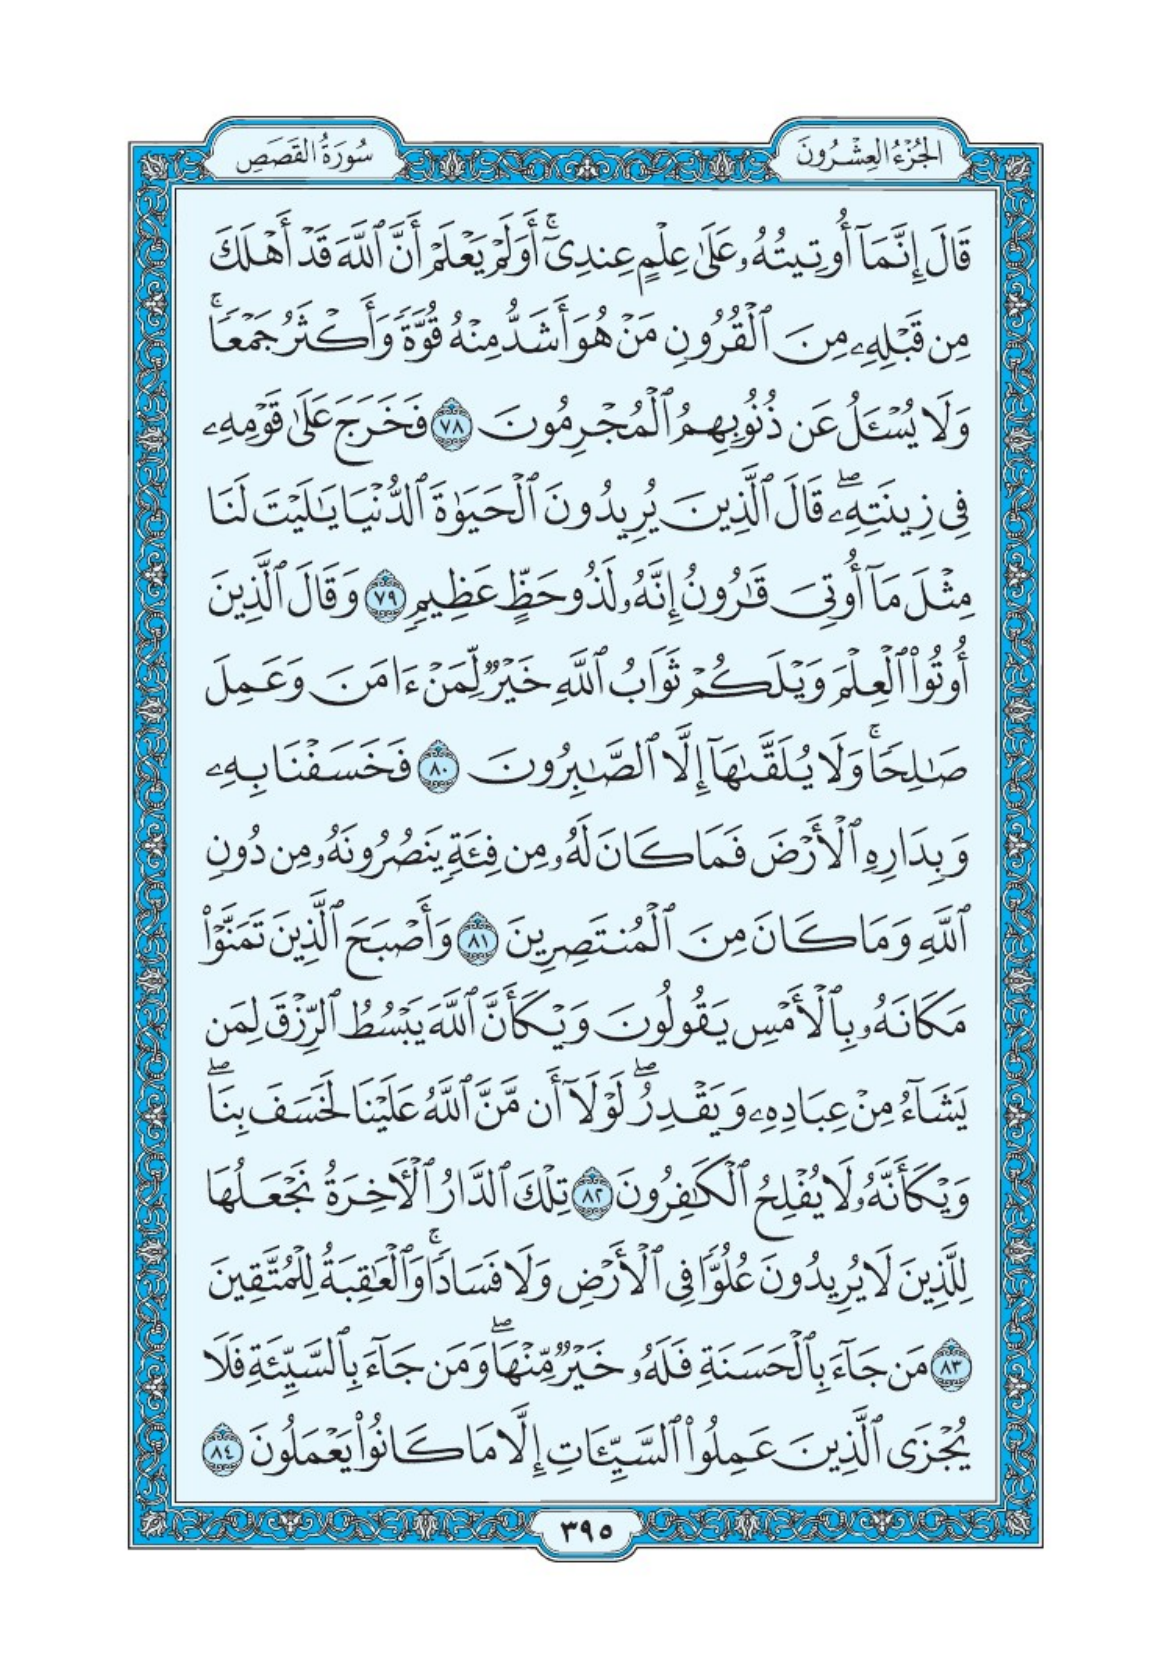 الجُزْءُ العِشْرُونَ
سُورَةُ القَصَصِ
قَالَ إِنَّمَآ أُوتِيتُهُۥ عَلَىٰ عِلْمٍ عِندِىٓۚ أَوَلَمْ يَعْلَمْ أَنَّ ٱللَّهَ قَدْ أَهْلَكَ
مِن قَبْلِهِۦ مِنَ ٱلْقُرُونِ مَنْ هُوَ أَشَدُّ مِنْهُ قُوَّةً وَأَكْثَرُ جَمْعًاۚ
وَلَا يُسْـَٔلُ عَن ذُنُوبِهِمُ ٱلْمُجْرِمُونَ ٧٨ فَخَرَجَ عَلَىٰ قَوْمِهِۦ
فِى زِينَتِهِۦۖ قَالَ ٱلَّذِينَ يُرِيدُونَ ٱلْحَيَوٰةَ ٱلدُّنْيَا يَٰلَيْتَ لَنَا
مِثْلَ مَآ أُوتِىَ قَٰرُونُ إِنَّهُۥ لَذُو حَظٍّ عَظِيمٍ ٧٩ وَقَالَ ٱلَّذِينَ
أُوتُوا۟ ٱلْعِلْمَ وَيْلَكُمْ ثَوَابُ ٱللَّهِ خَيْرٌ لِّمَنْ ءَامَنَ وَعَمِلَ
صَٰلِحًاۚ وَلَا يُلَقَّىٰهَآ إِلَّا ٱلصَّٰبِرُونَ ٨٠ فَخَسَفْنَا بِهِۦ
وَبِدَارِهِ ٱلْأَرْضَ فَمَا كَانَ لَهُۥ مِن فِئَةٍ يَنصُرُونَهُۥ مِن دُونِ
ٱللَّهِ وَمَا كَانَ مِنَ ٱلْمُنتَصِرِينَ ٨١ وَأَصْبَحَ ٱلَّذِينَ تَمَنَّوْا۟
مَكَانَهُۥ بِٱلْأَمْسِ يَقُولُونَ وَيْكَأَنَّ ٱللَّهَ يَبْسُطُ ٱلرِّزْقَ لِمَن
يَشَآءُ مِنْ عِبَادِهِۦ وَيَقْدِرُۖ لَوْلَآ أَن مَّنَّ ٱللَّهُ عَلَيْنَا لَخَسَفَ بِنَاۖ
وَيْكَأَنَّهُۥ لَا يُفْلِحُ ٱلْكَٰفِرُونَ ٨٢ تِلْكَ ٱلدَّارُ ٱلْـَٔاخِرَةُ نَجْعَلُهَا
لِلَّذِينَ لَا يُرِيدُونَ عُلُوًّا فِى ٱلْأَرْضِ وَلَا فَسَادًاۚ وَٱلْعَٰقِبَةُ لِلْمُتَّقِينَ
٨٣ مَن جَآءَ بِٱلْحَسَنَةِ فَلَهُۥ خَيْرٌ مِّنْهَاۖ وَمَن جَآءَ بِٱلسَّيِّئَةِ فَلَا
يُجْزَى ٱلَّذِينَ عَمِلُوا۟ ٱلسَّيِّـَٔاتِ إِلَّا مَا كَانُوا۟ يَعْمَلُونَ ٨٤
٣٩٥